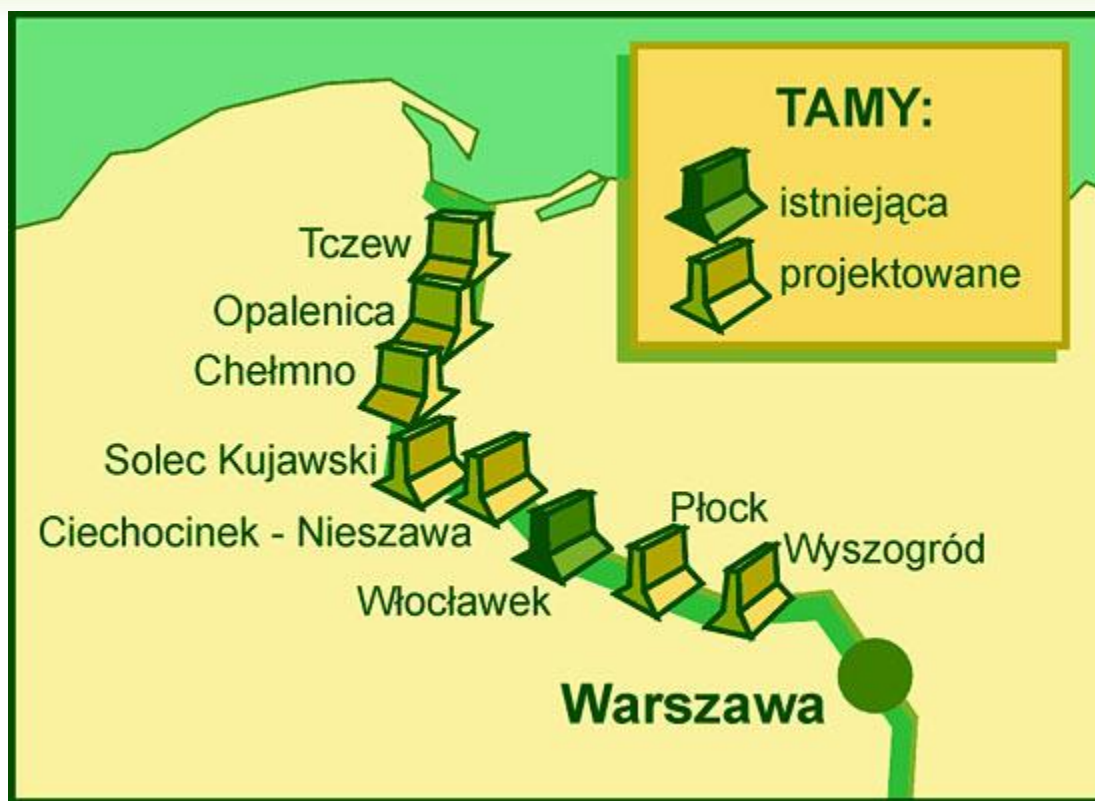 TAMY:
istniejąca
projektowane
Tczew
Opalenica
Chełmno
Solec Kujawski
Ciechocinek - Nieszawa
Włocławek
Płock
Wyszogród
Warszawa